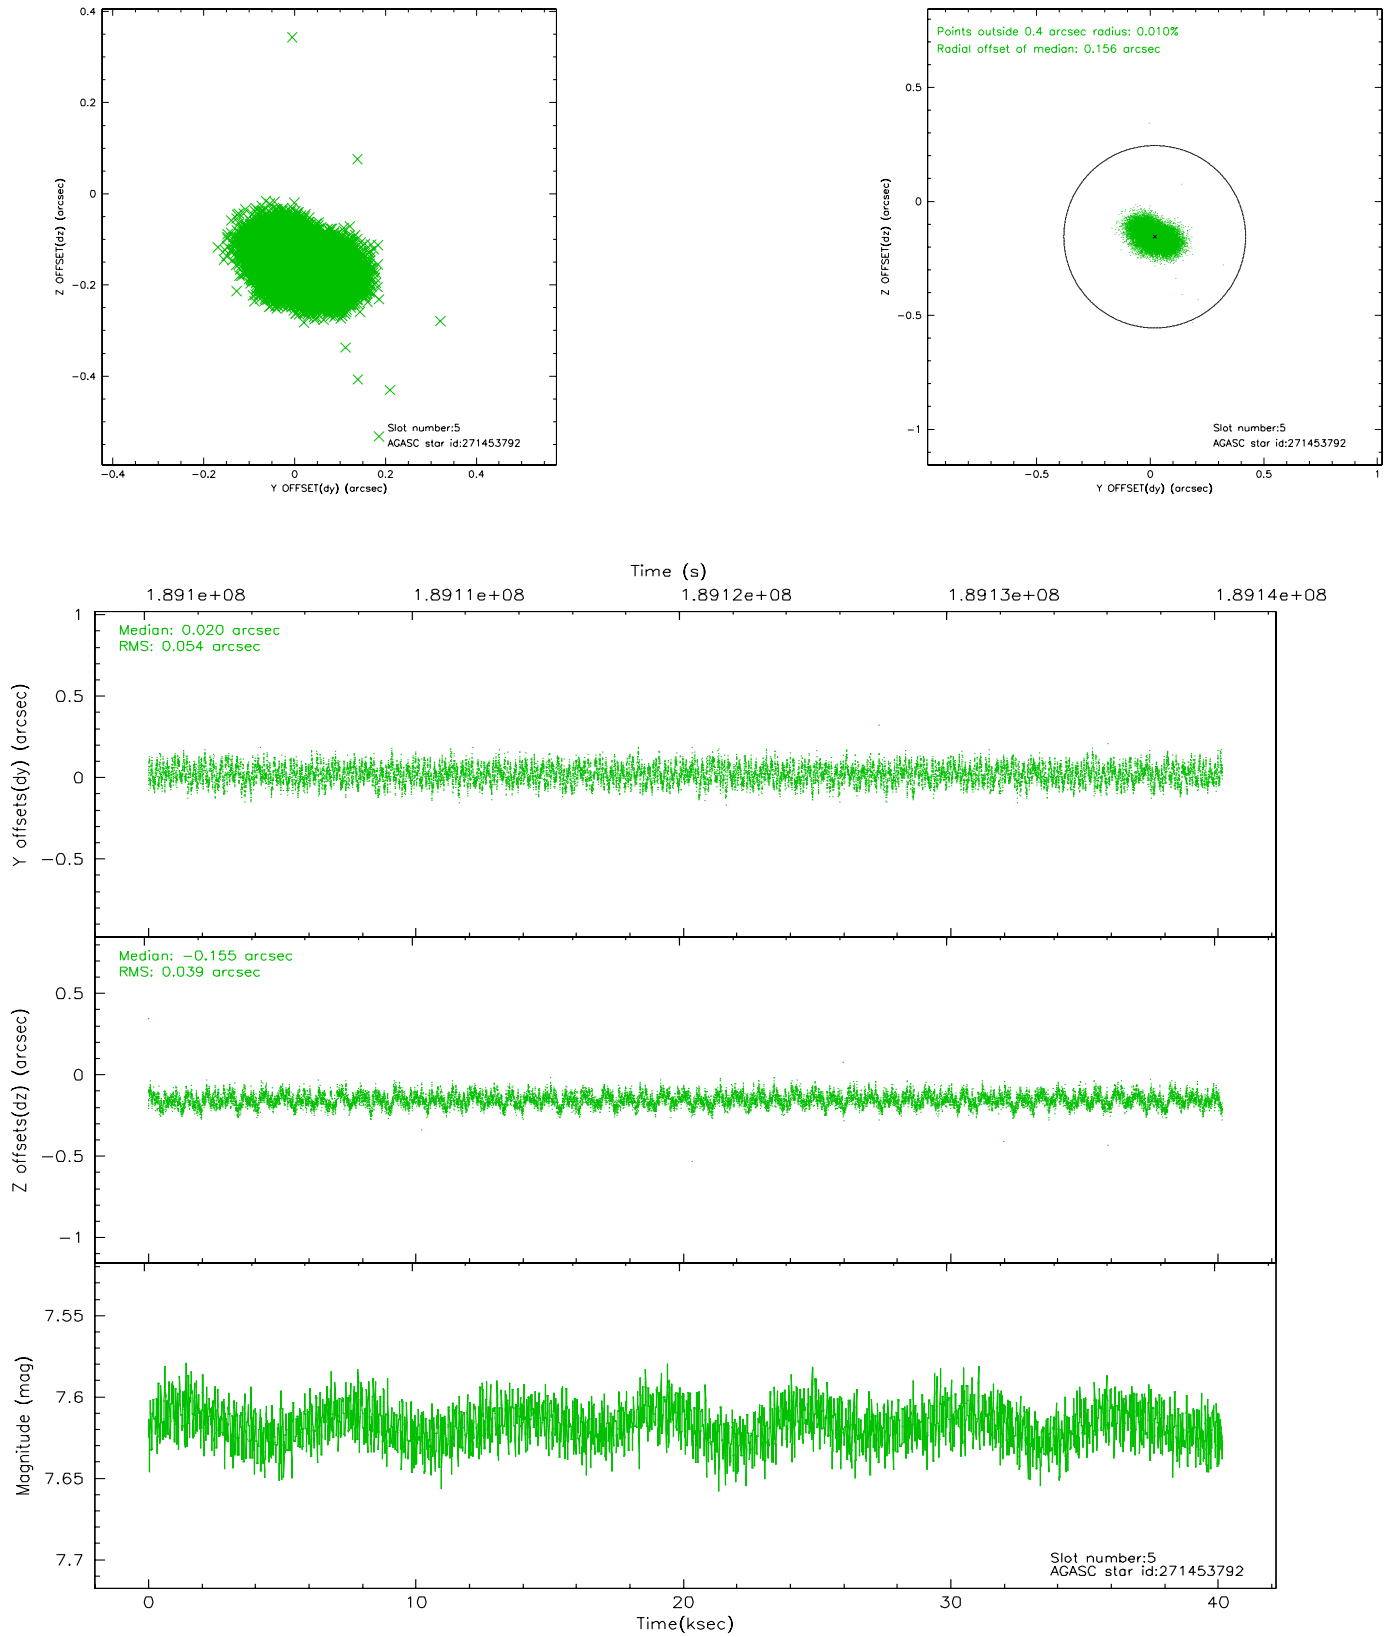 0.4
0.2
0
−0.2
−0.4
Z OFFSET(dz) (arcsec)
Slot number:5
AGASC star id:271453792
−0.4
−0.2
0
0.2
0.4
Y OFFSET(dy) (arcsec)
Points outside 0.4 arcsec radius: 0.010%
Radial offset of median: 0.156 arcsec
0.5
0
−0.5
−1
Z OFFSET(dz) (arcsec)
Slot number:5
AGASC star id:271453792
−0.5
0
0.5
1
Y OFFSET(dy) (arcsec)
Time (s)
1.891e+08
1.8911e+08
1.8912e+08
1.8913e+08
1.8914e+08
Median: 0.020 arcsec
RMS: 0.054 arcsec
1
0.5
0
−0.5
Y offsets(dy) (arcsec)
Median: −0.155 arcsec
RMS: 0.039 arcsec
0.5
0
−0.5
−1
Z offsets(dz) (arcsec)
7.55
7.6
7.65
7.7
Magnitude (mag)
Slot number:5
AGASC star id:271453792
0
10
20
30
40
Time(ksec)